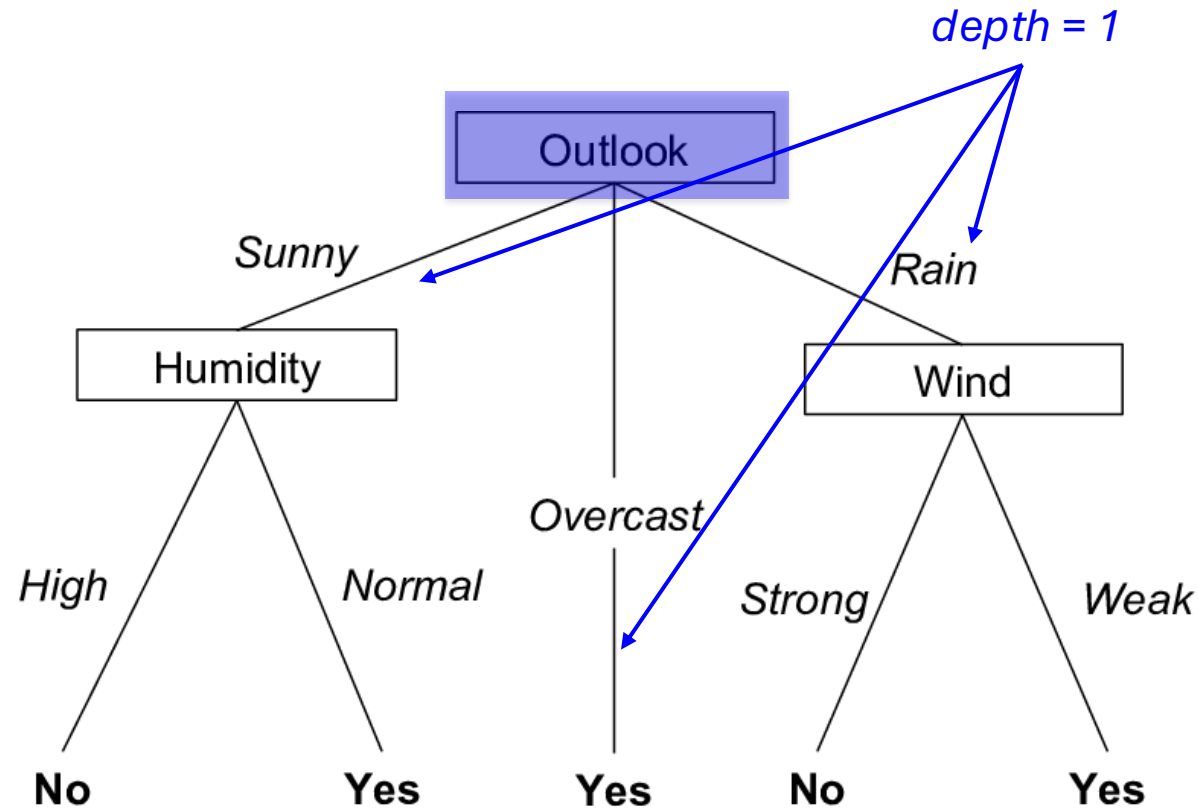 depth = 1
Outlook
Sunny
Rain
Humidity
Wind
Overcast
High
Normal
Strong
Weak
No
Yes
Yes
No
Yes